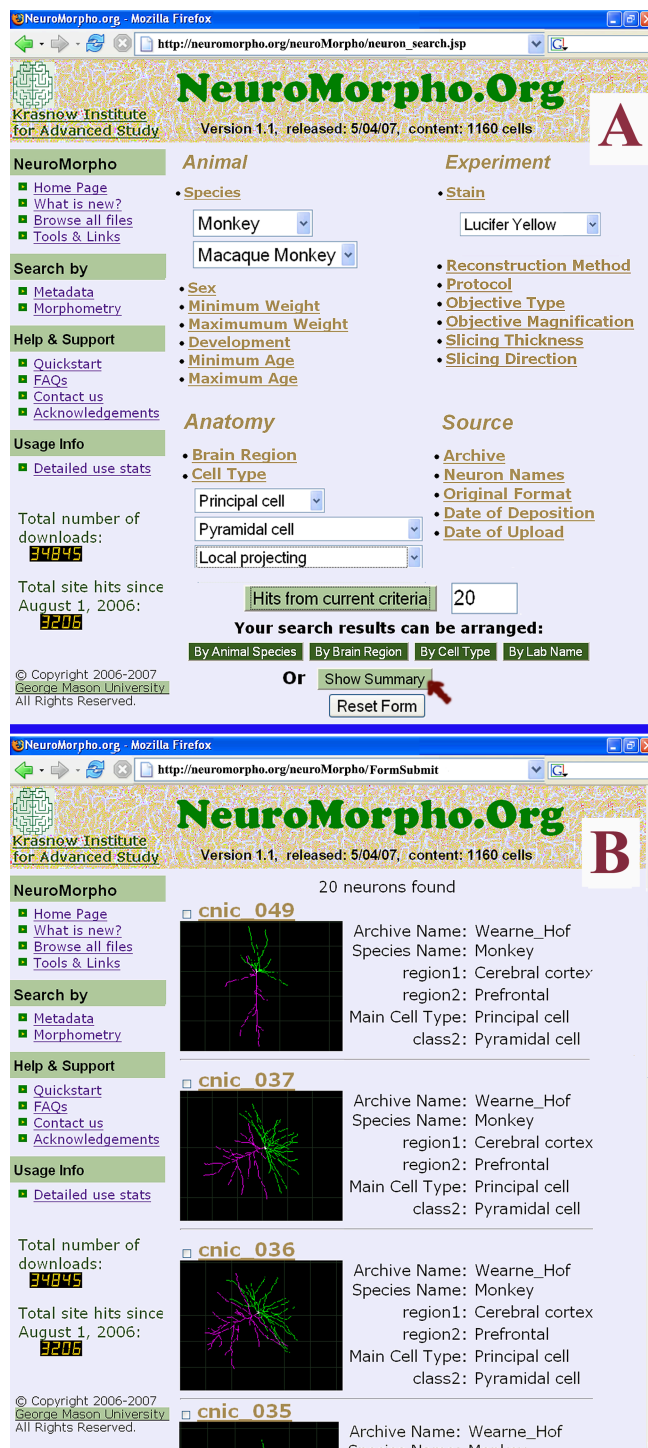 NeuroMorpho.org - Mozilla Firefox
http://neuromorpho.org/neuroMorpho/neuron_search.jsp
G
Krasnow Institute
for Advanced Study
NeuroMorpho.Org
Version 1.1, released: 5/04/07, content: 1160 cells
A
NeuroMorpho
Home Page
What is new?
Browse all files
Tools & Links
Search by
Metadata
Morphometry
Help & Support
Quickstart
FAQs
Contact us
Acknowledgements
Usage Info
Detailed use stats
Total number of
downloads:
34845
Total site hits since
August 1, 2006:
3206
© Copyright 2006-2007
George Mason University
All Rights Reserved.
Animal
Species
Monkey
Macaque Monkey
Sex
Minimum Weight
Maximumum Weight
Development
Minimum Age
Maximum Age
Experiment
Stain
Lucifer Yellow
Reconstruction Method
Protocol
Objective Type
Objective Magnification
Slicing Thickness
Slicing Direction
Anatomy
Brain Region
Cell Type
Principal cell
Pyramidal cell
Local projecting
Source
Archive
Neuron Names
Original Format
Date of Deposition
Date of Upload
Hits from current criteria 20
Your search results can be arranged:
By Animal Species By Brain Region By Cell Type By Lab Name
Or Show Summary
Reset Form
NeuroMorpho.org - Mozilla Firefox
http://neuromorpho.org/neuroMorpho/FormSubmit
G
Krasnow Institute
for Advanced Study
NeuroMorpho.Org
Version 1.1, released: 5/04/07, content: 1160 cells
B
NeuroMorpho
Home Page
What is new?
Browse all files
Tools & Links
Search by
Metadata
Morphometry
Help & Support
Quickstart
FAQs
Contact us
Acknowledgements
Usage Info
Detailed use stats
Total number of
downloads:
34845
Total site hits since
August 1, 2006:
3206
© Copyright 2006-2007
George Mason University
All Rights Reserved.
20 neurons found
cnic_049
Archive Name: Wearne_Hof
Species Name: Monkey
region1: Cerebral cortex
region2: Prefrontal
Main Cell Type: Principal cell
class2: Pyramidal cell
cnic_037
Archive Name: Wearne_Hof
Species Name: Monkey
region1: Cerebral cortex
region2: Prefrontal
Main Cell Type: Principal cell
class2: Pyramidal cell
cnic_036
Archive Name: Wearne_Hof
Species Name: Monkey
region1: Cerebral cortex
region2: Prefrontal
Main Cell Type: Principal cell
class2: Pyramidal cell
cnic_035
Archive Name: Wearne_Hof